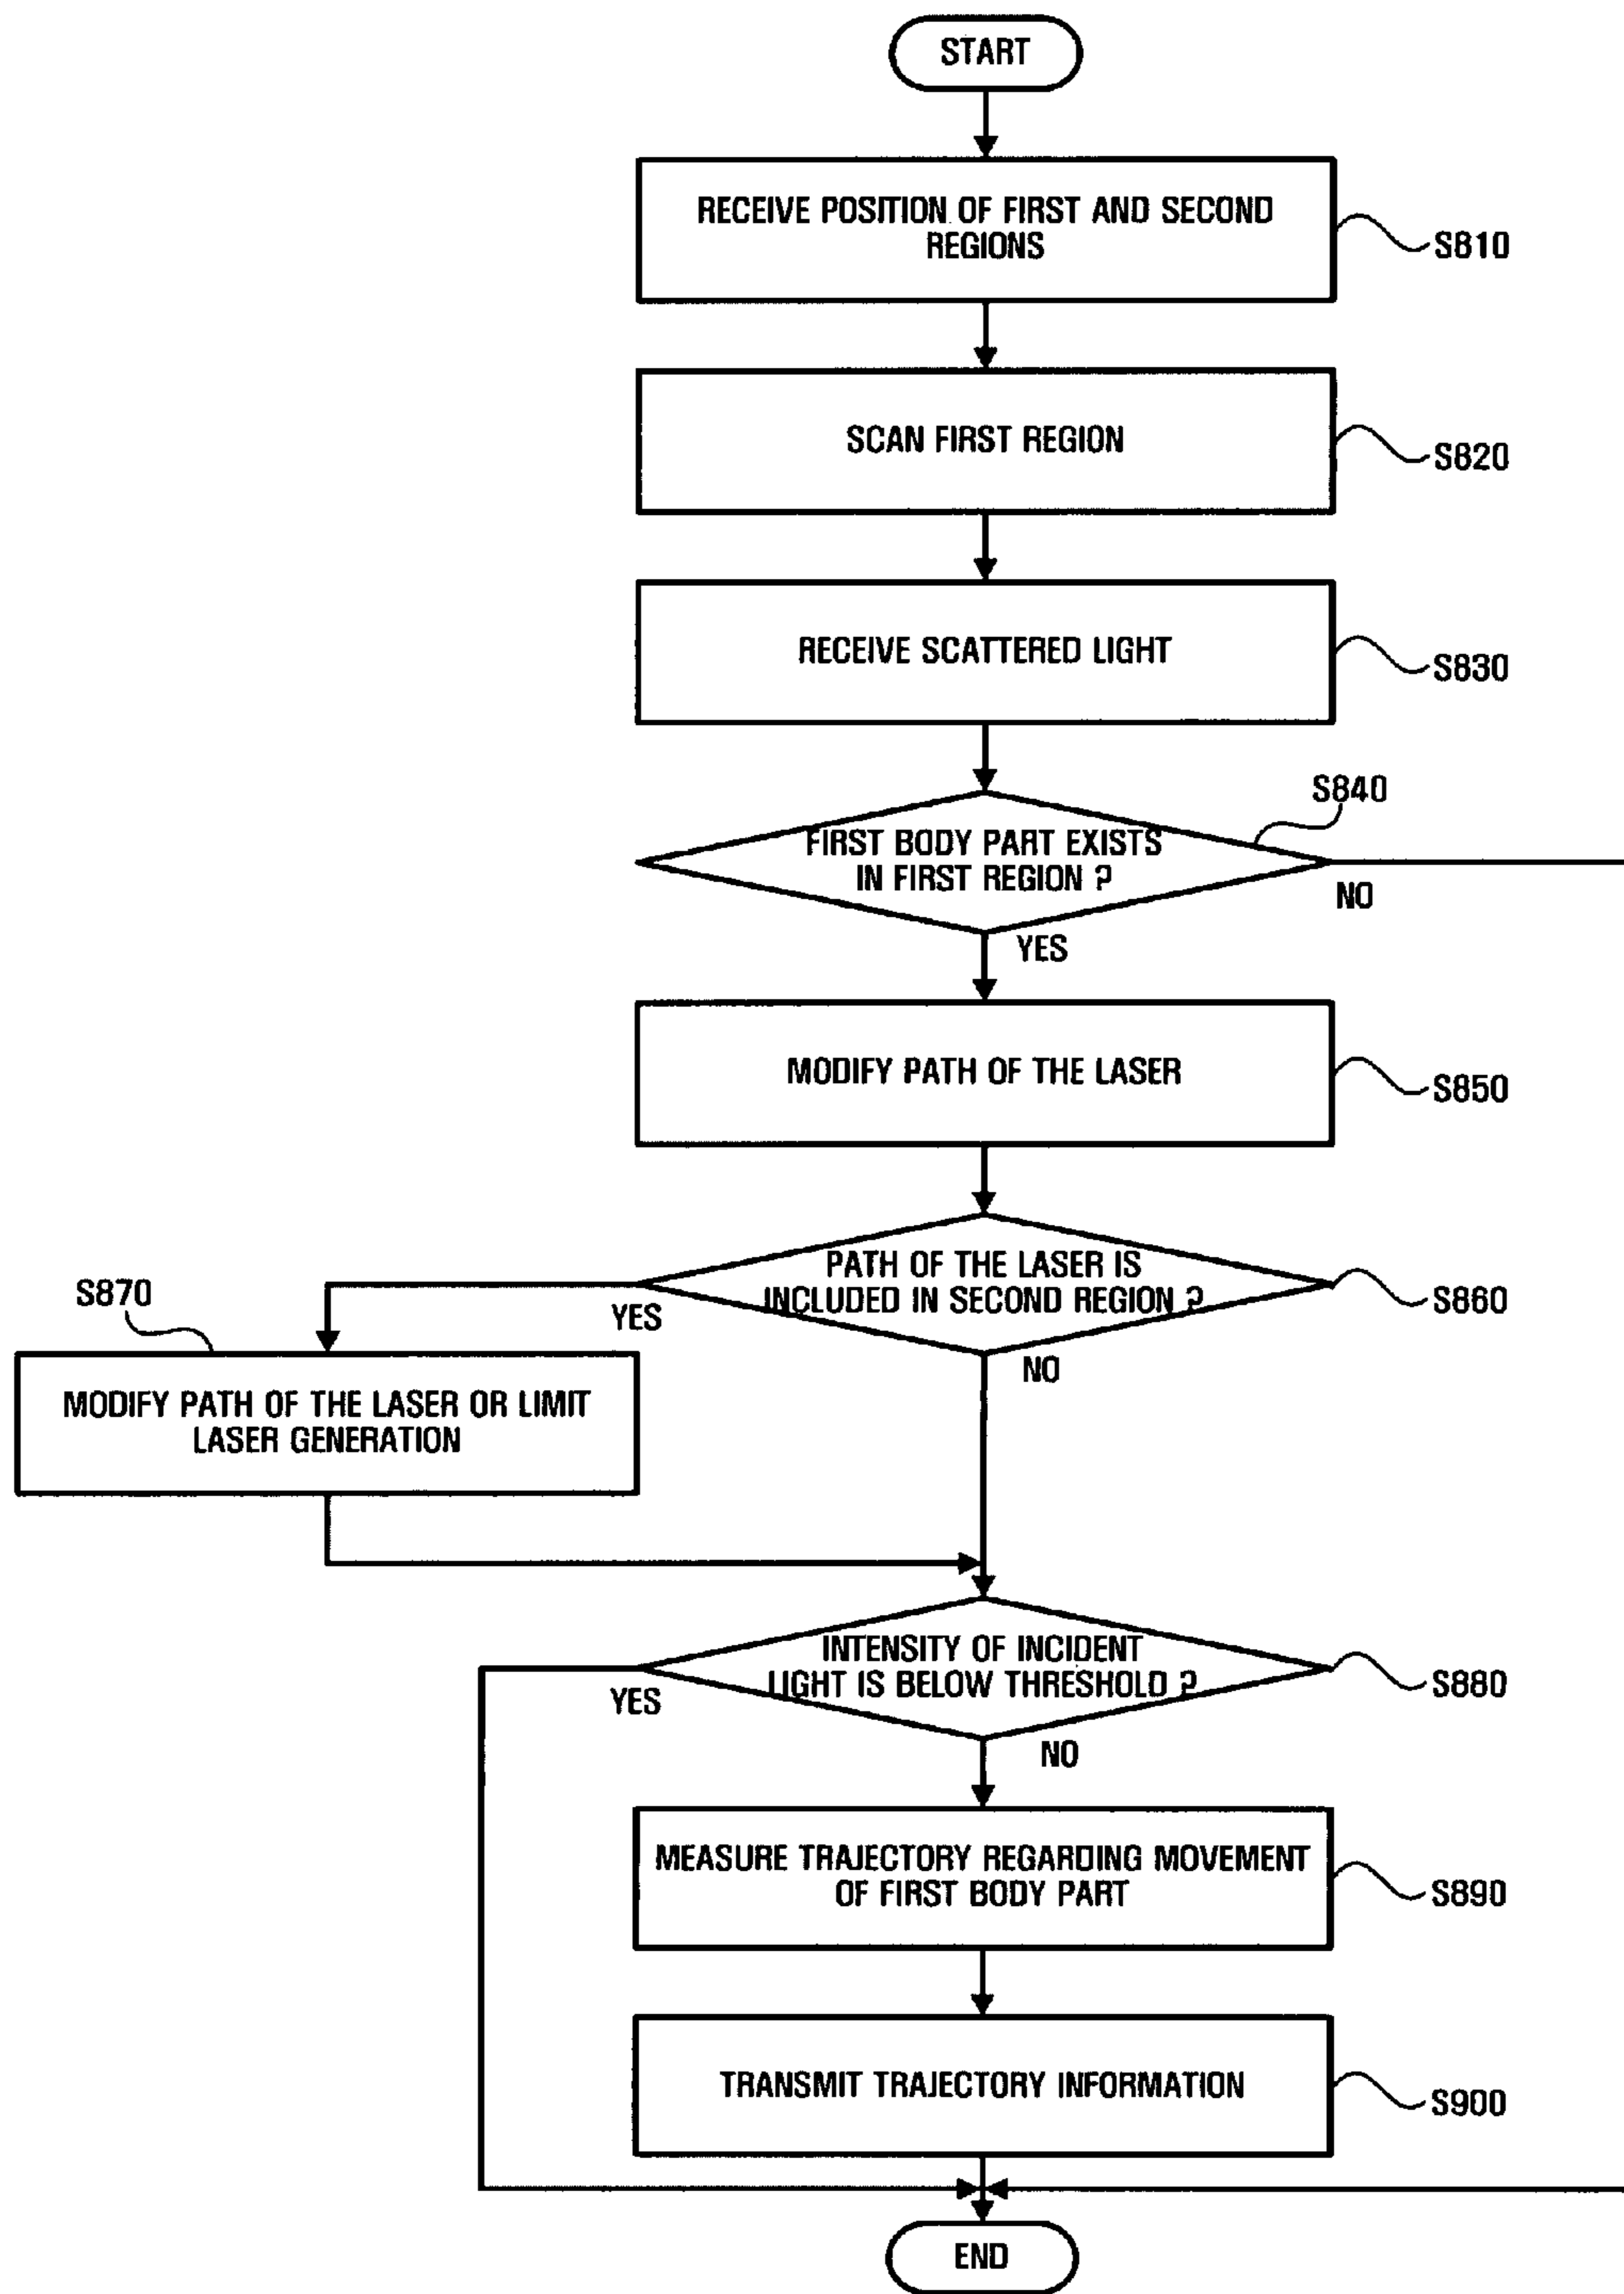 START
RECEIVE POSITION OF FIRST AND SECOND
REGIONS
S810
SCAN FIRST REGION
S820
RECEIVE SCATTERED LIGHT
S830
S840
FIRST BODY PART EXISTS
IN FIRST REGION ?
NO
YES
MODIFY PATH OF THE LASER
S850
PATH OF THE LASER IS
INCLUDED IN SECOND REGION ?
S860
YES
NO
S870
MODIFY PATH OF THE LASER OR LIMIT
LASER GENERATION
INTENSITY OF INCIDENT
LIGHT IS BELOW THRESHOLD ?
S880
YES
NO
MEASURE TRAJECTORY REGARDING MOVEMENT
OF FIRST BODY PART
S890
TRANSMIT TRAJECTORY INFORMATION
S900
END